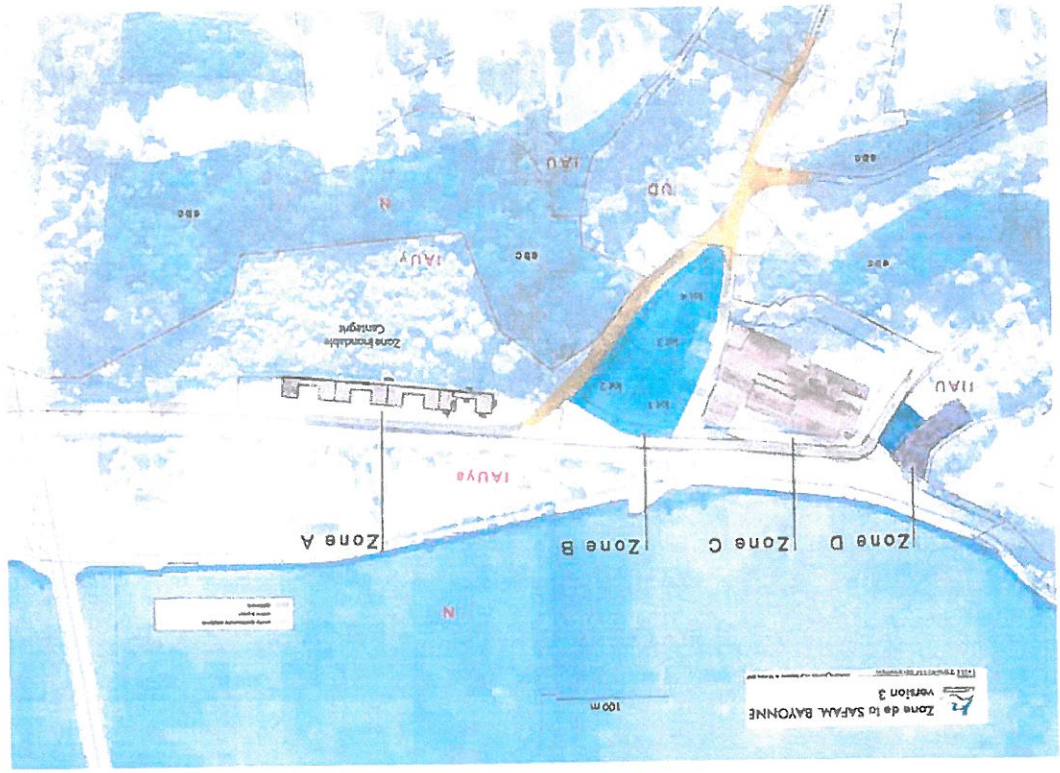 Zone de la SAFAM, BAYONNE
version 3
100 m
N
Zone D
Zone C
Zone B
Zone A
IAUya
IIAU
lot 1
lot 2
lot 3
lot 4
Zone inondable
Cantegrit
IAUy
ebc
ebc
N
ebc
UD
IAU
ebc